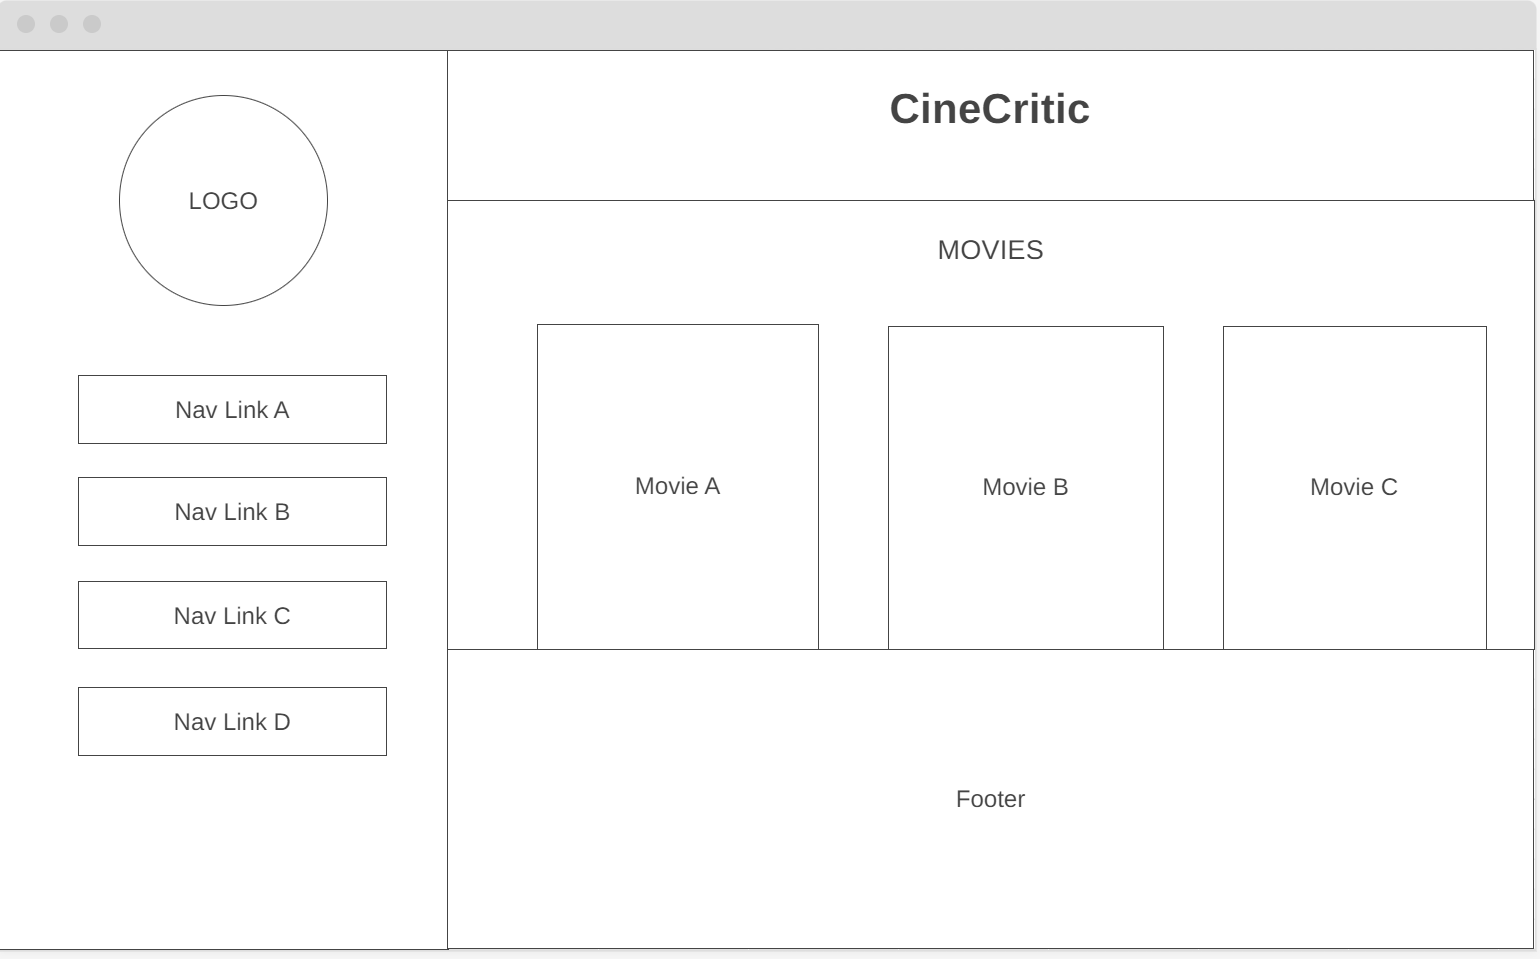 LOGO
Nav Link A
Nav Link B
Nav Link C
Nav Link D
CineCritic
MOVIES
Movie A
Movie B
Movie C
Footer